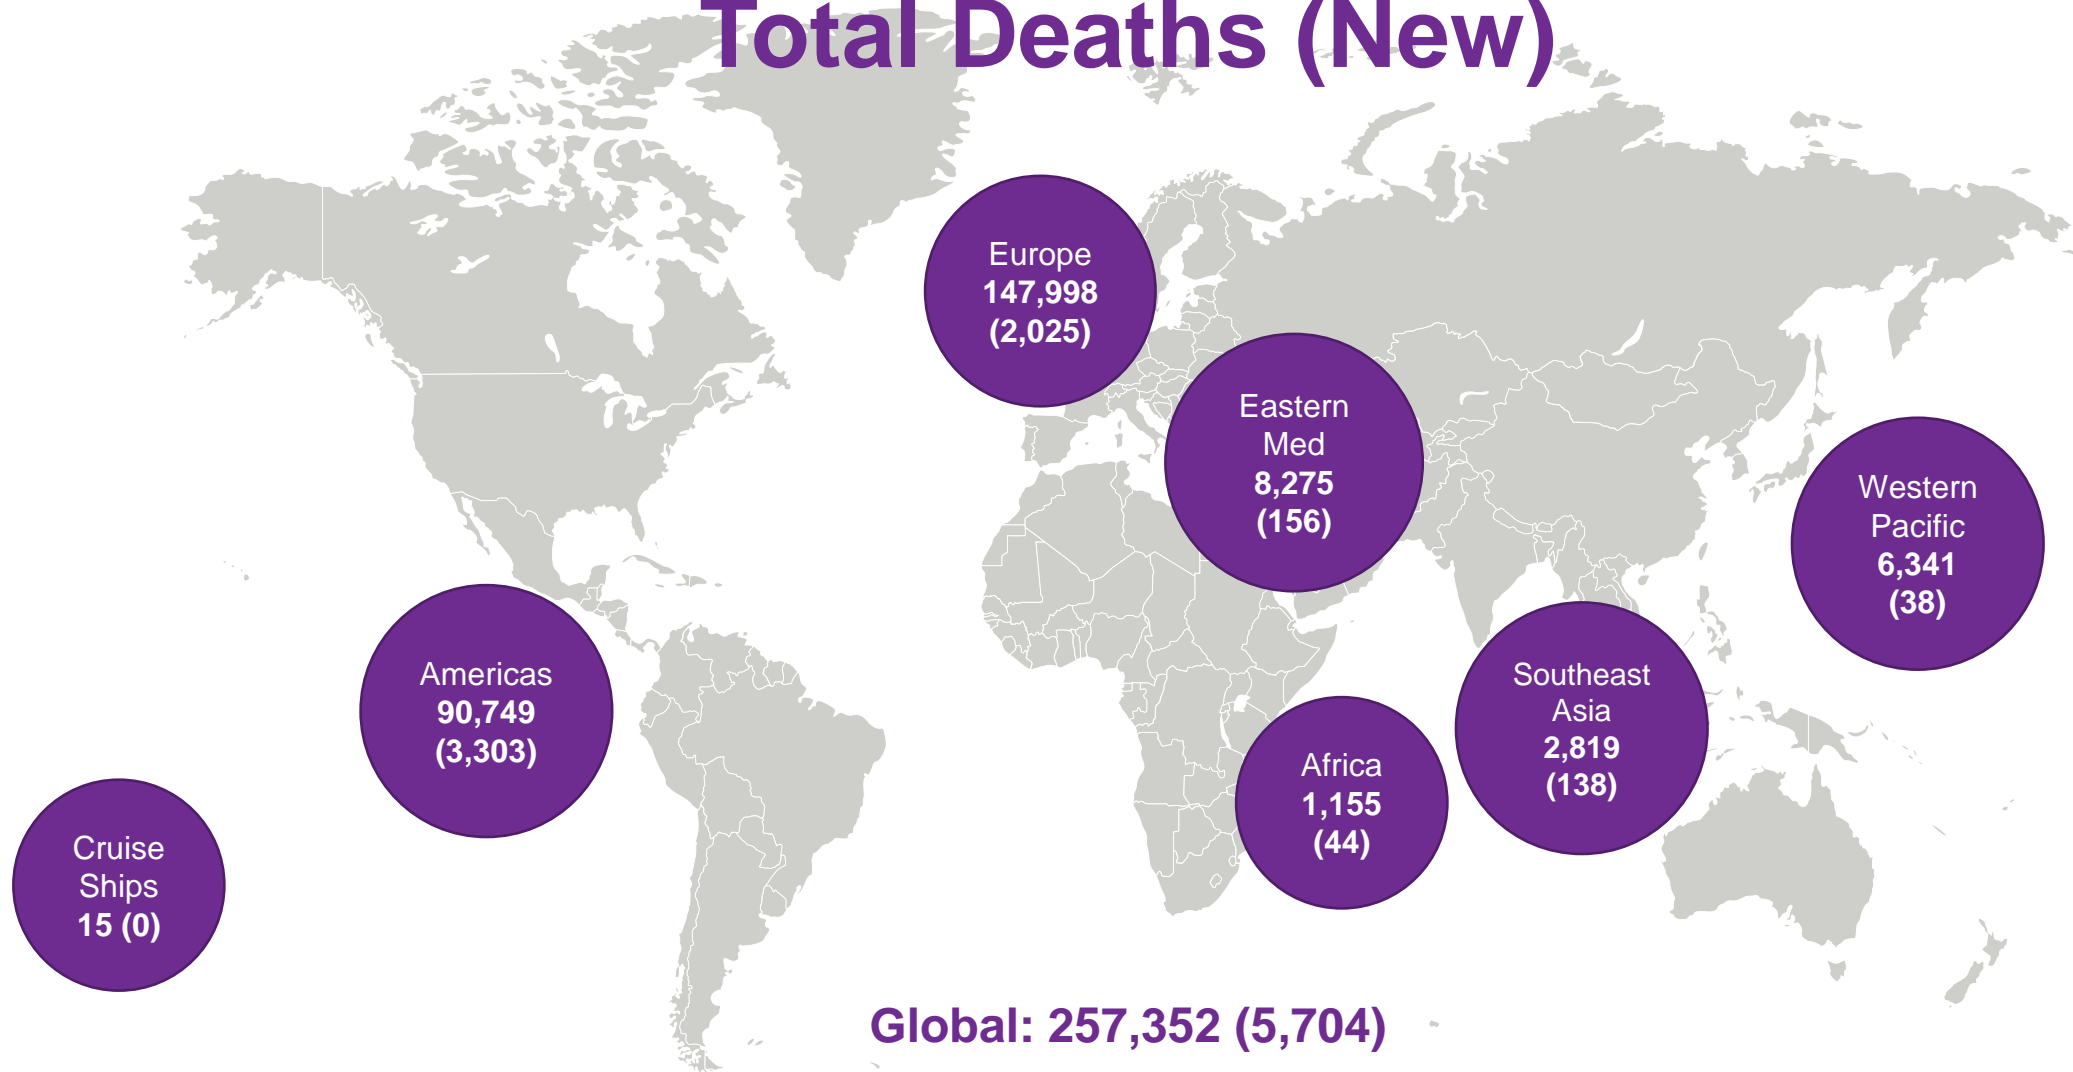 Total Deaths (New)
Europe
147,998
(2,025)
Eastern
Med
8,275
(156)
Western
Pacific
6,341
(38)
Americas
90,749
(3,303)
Southeast
Asia
2,819
(138)
Africa
1,155
(44)
Cruise
Ships
15 (0)
Global: 257,352 (5,704)